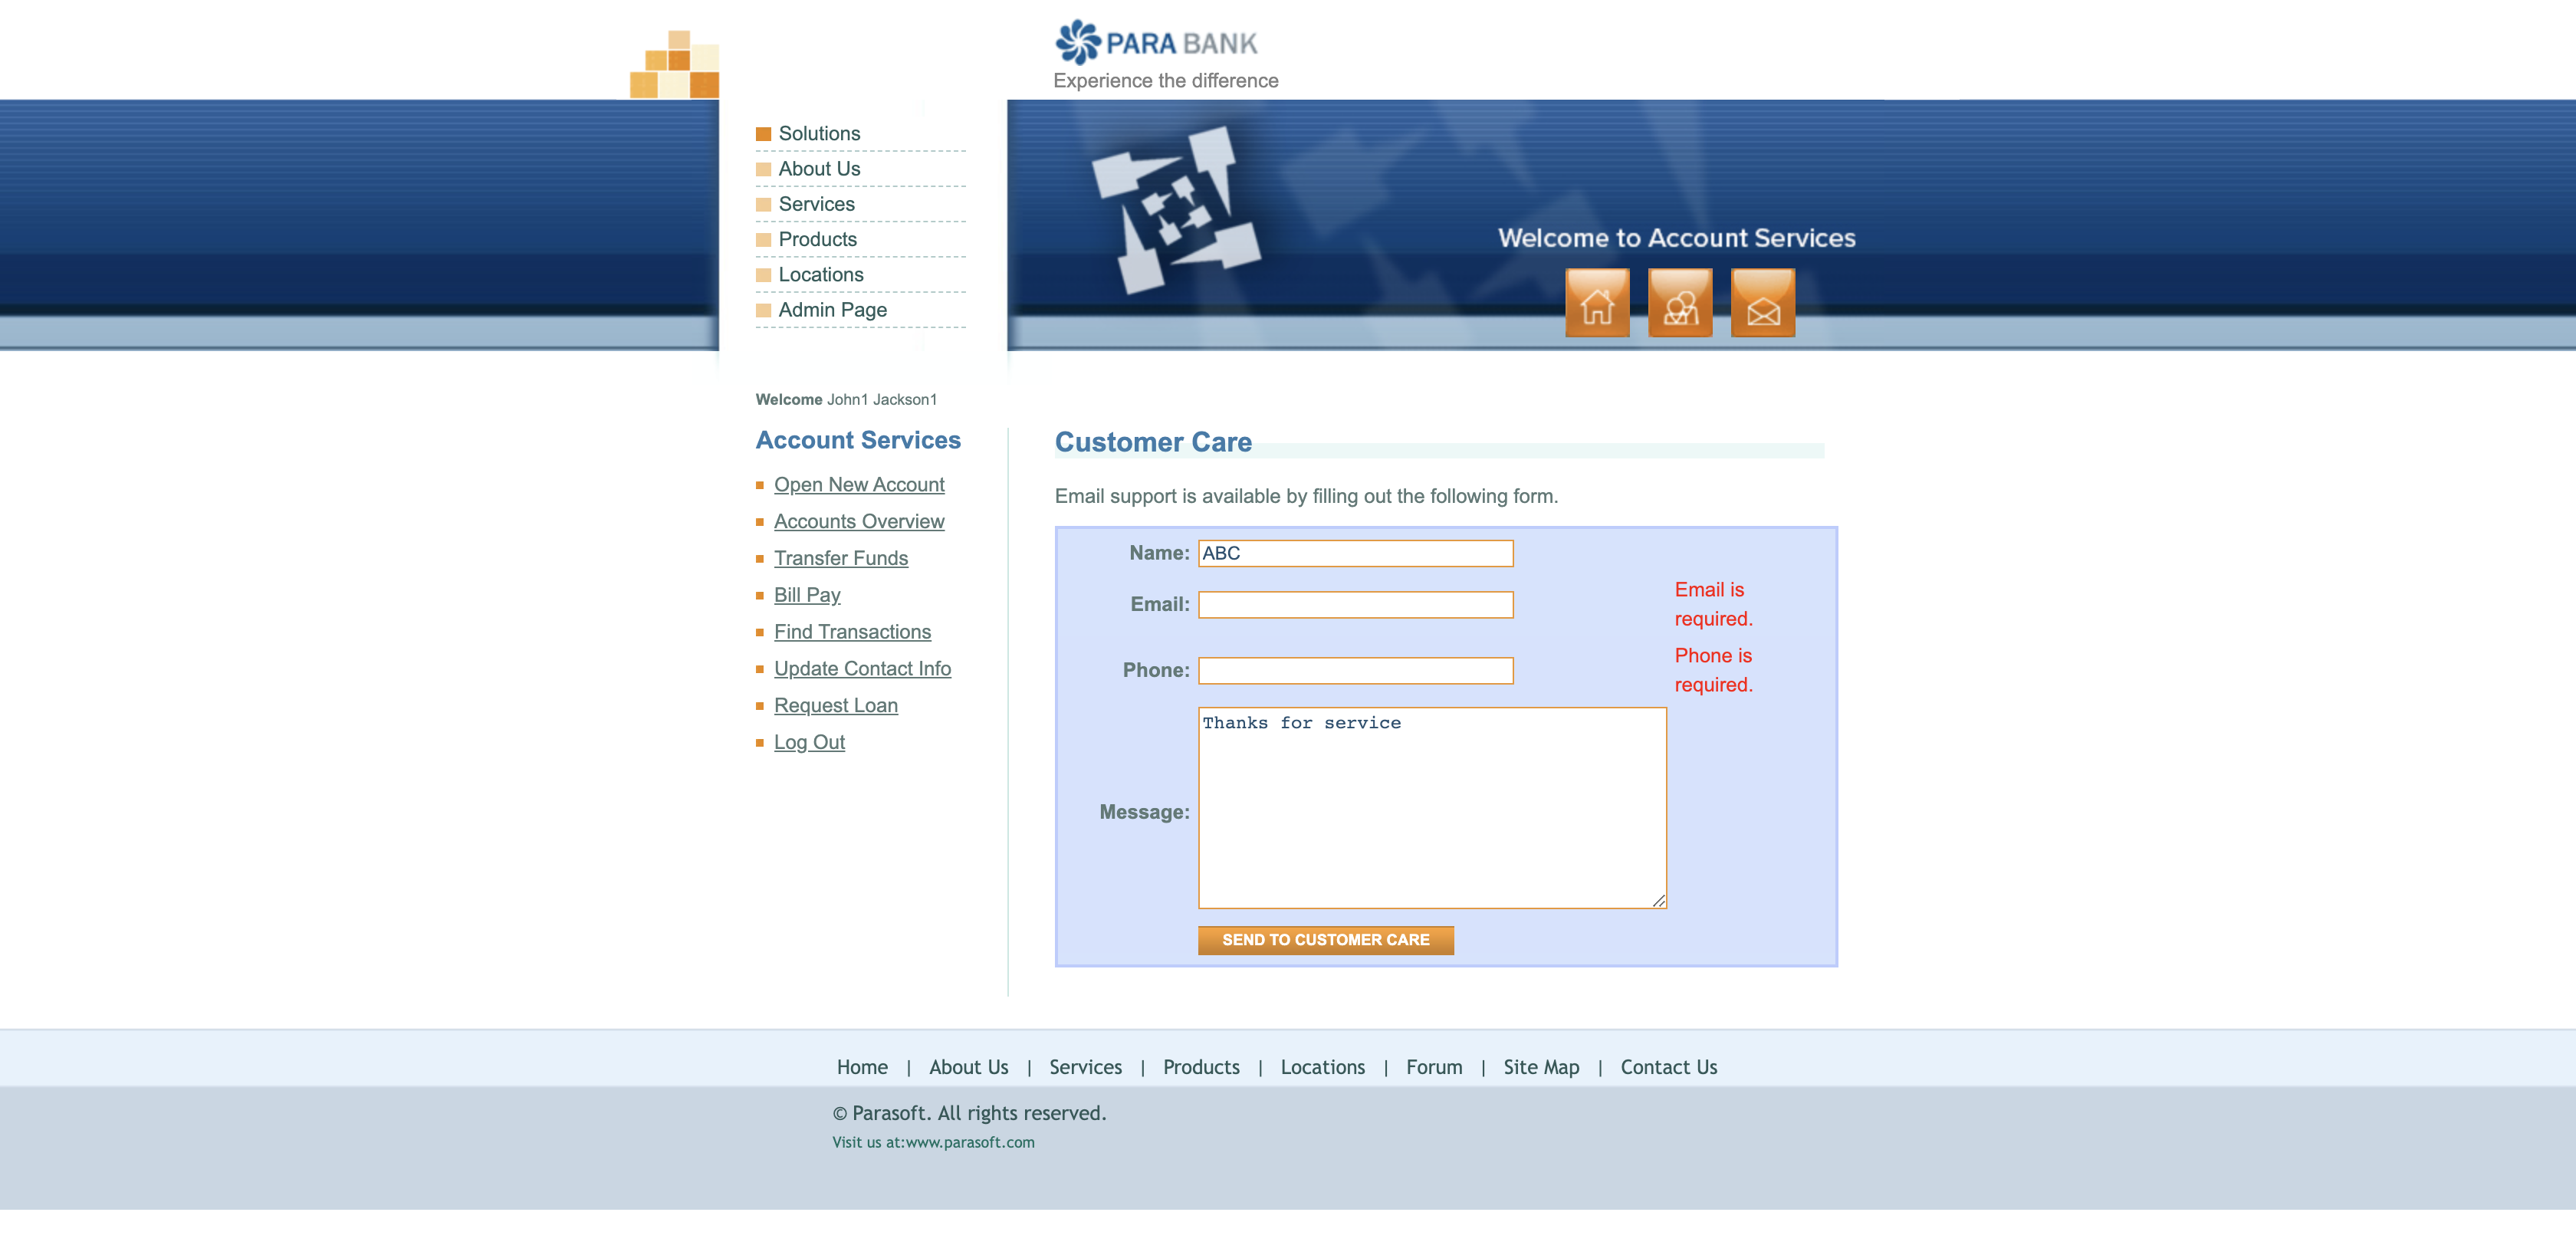 PARA BANK
Experience the difference
Solutions
About Us
Services
Products
Locations
Admin Page
Welcome to Account Services
Welcome John1 Jackson1
Account Services
Open New Account
Accounts Overview
Transfer Funds
Bill Pay
Find Transactions
Update Contact Info
Request Loan
Log Out
Customer Care
Email support is available by filling out the following form.
Name: ABC
Email: Email is
required.
Phone: Phone is
required.
Message: Thanks for service
SEND TO CUSTOMER CARE
Home | About Us | Services | Products | Locations | Forum | Site Map | Contact Us
© Parasoft. All rights reserved.
Visit us at:www.parasoft.com